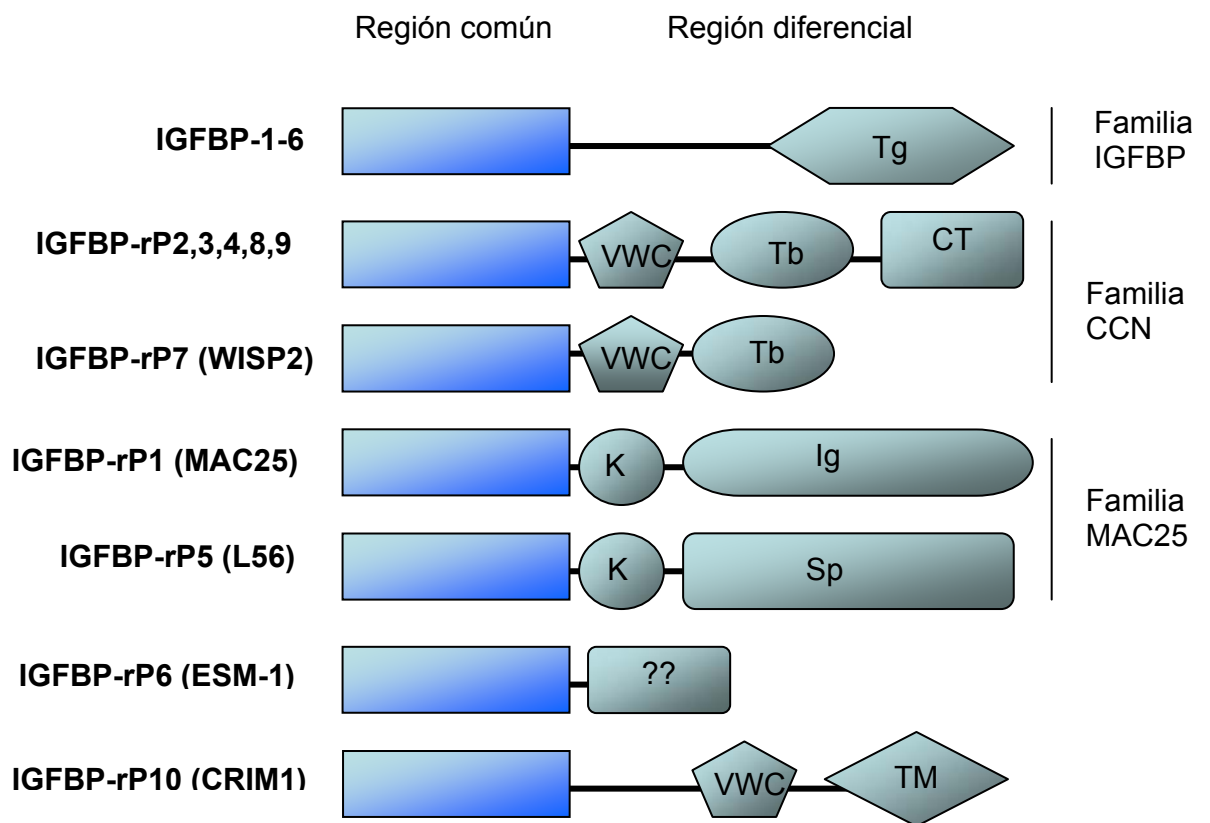 Región común Región diferencial
IGFBP-1-6 Tg Familia
IGFBP
IGFBP-rP2,3,4,8,9 VWC Tb CT
Familia
CCN
IGFBP-rP7 (WISP2) VWC Tb
IGFBP-rP1 (MAC25) K Ig
Familia
MAC25
IGFBP-rP5 (L56) K Sp
IGFBP-rP6 (ESM-1) ??
IGFBP-rP10 (CRIM1) VWC TM